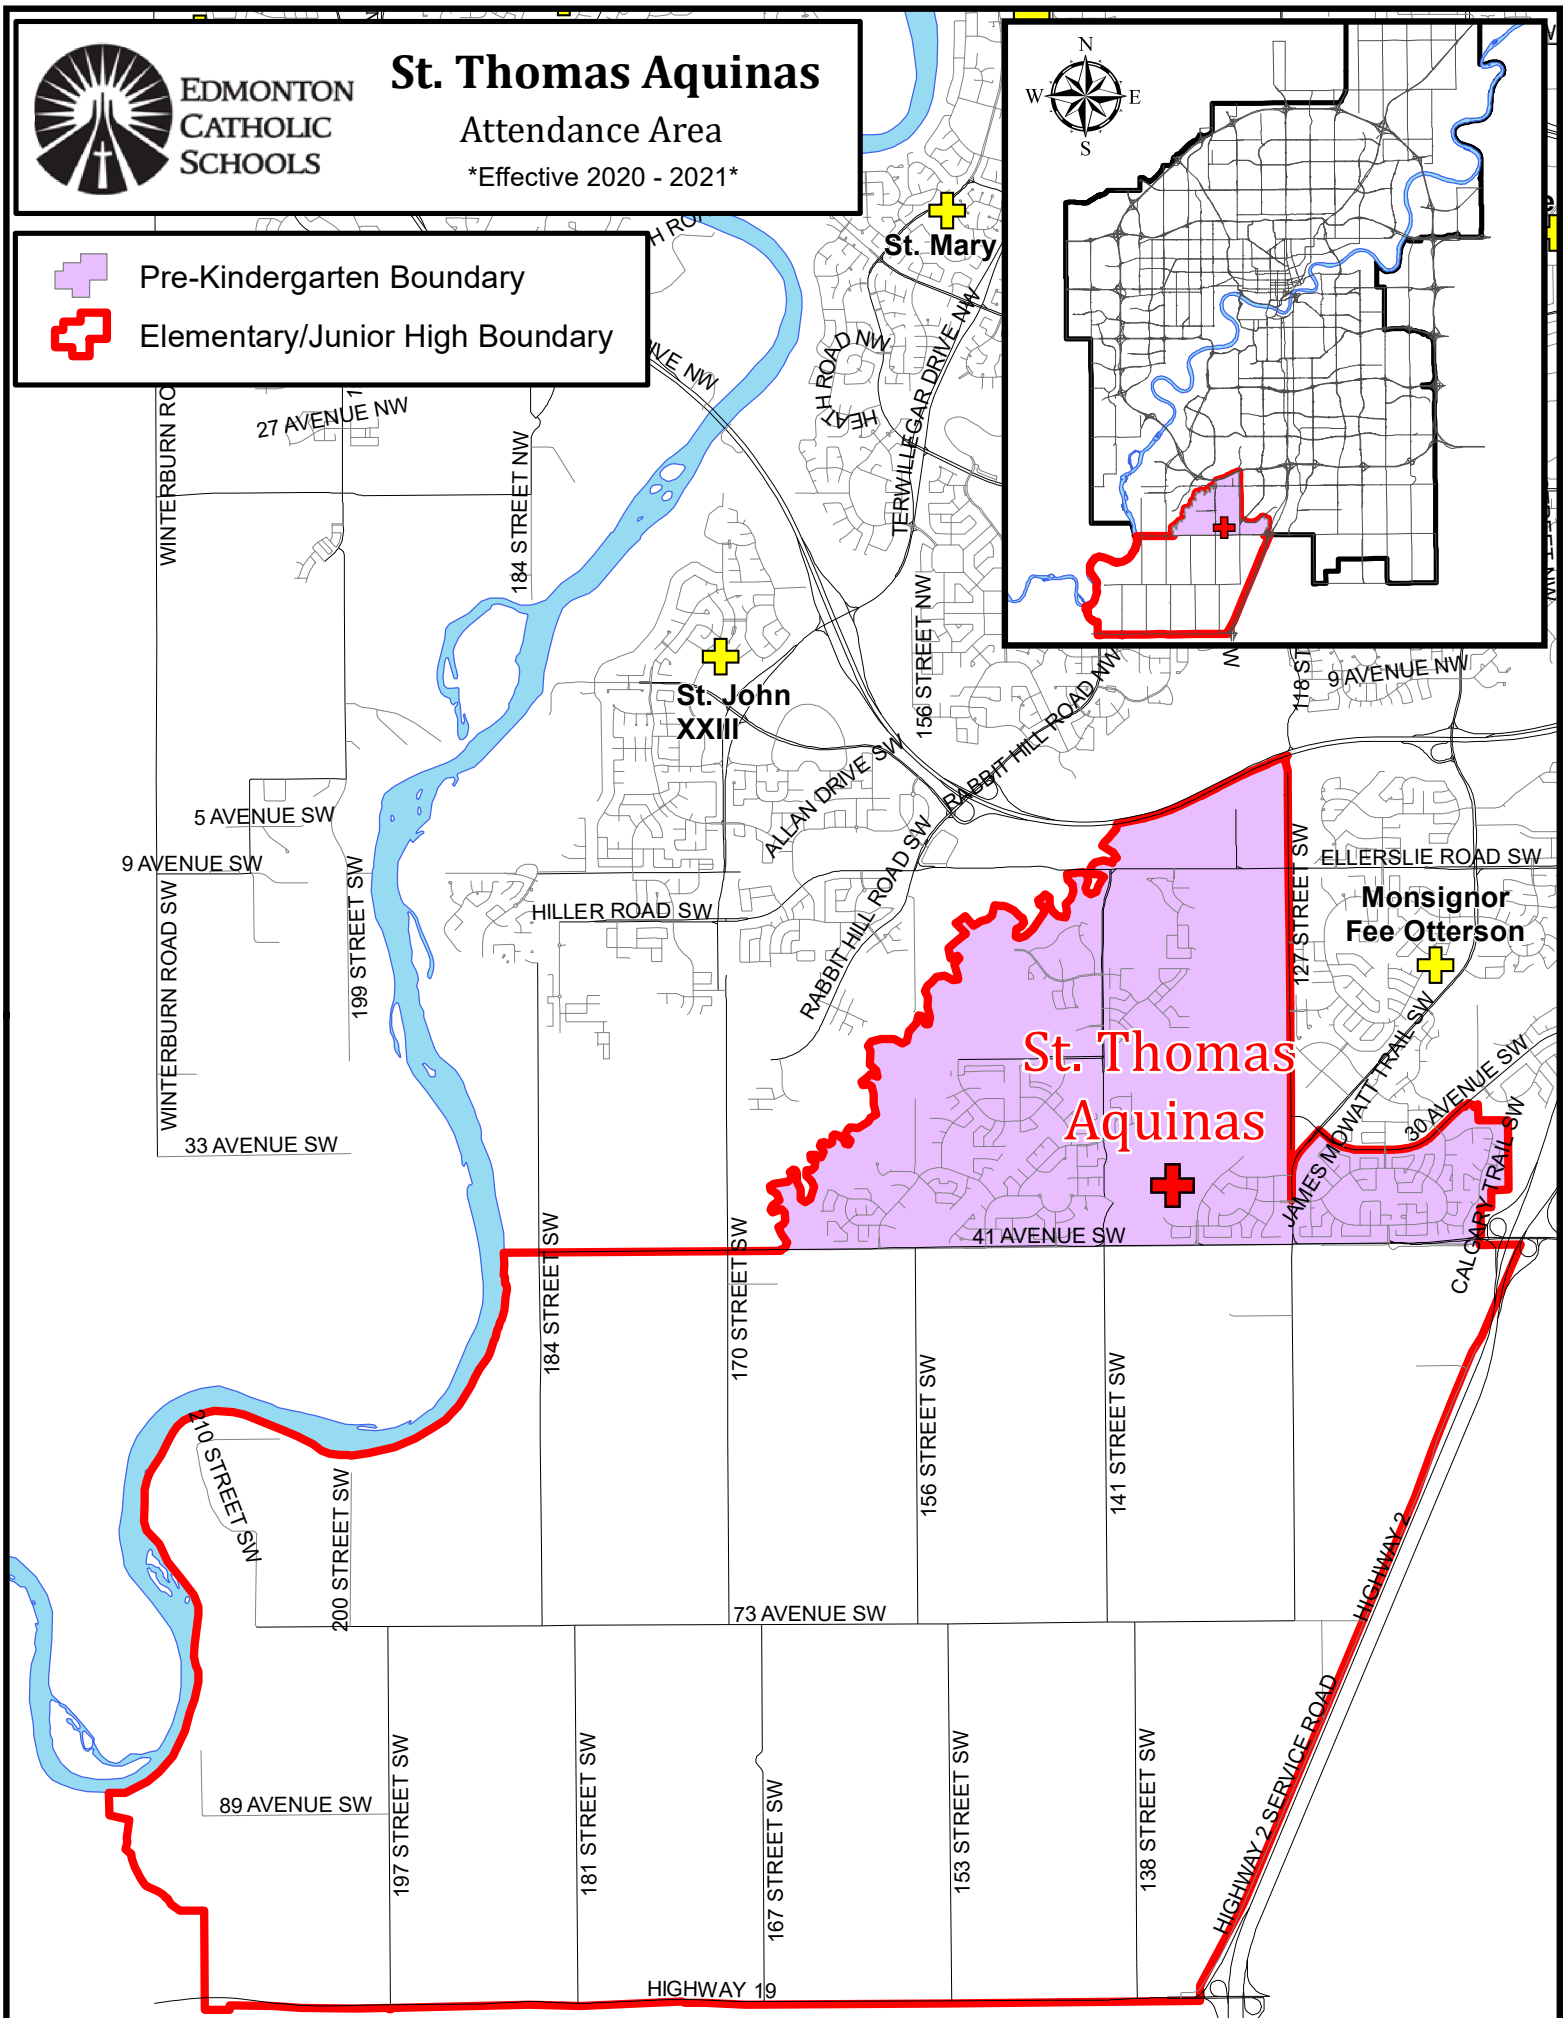 EDMONTON
CATHOLIC
SCHOOLS
St. Thomas Aquinas
Attendance Area
*Effective 2020 - 2021*
Pre-Kindergarten Boundary
Elementary/Junior High Boundary
N
W
E
S
St. Mary
27 AVENUE NW
184 STREET NW
HEATH ROAD NW
TERWILLEGAR DRIVE NW
156 STREET NW
RABBIT HILL ROAD NW
9 AVENUE NW
St. John
XXIII
ALLAN DRIVE SW
5 AVENUE SW
9 AVENUE SW
199 STREET SW
WINTERBURN ROAD SW
33 AVENUE SW
HILLER ROAD SW
RABBIT HILL ROAD SW
ELLERSLIE ROAD SW
127 STREET SW
Monsignor
Fee Otterson
JAMES MOWATT TRAIL SW
30 AVENUE SW
CALGARY TRAIL SW
St. Thomas
Aquinas
41 AVENUE SW
184 STREET SW
170 STREET SW
156 STREET SW
141 STREET SW
210 STREET SW
200 STREET SW
73 AVENUE SW
HIGHWAY 2
HIGHWAY 2 SERVICE ROAD
89 AVENUE SW
197 STREET SW
181 STREET SW
167 STREET SW
153 STREET SW
138 STREET SW
HIGHWAY 19